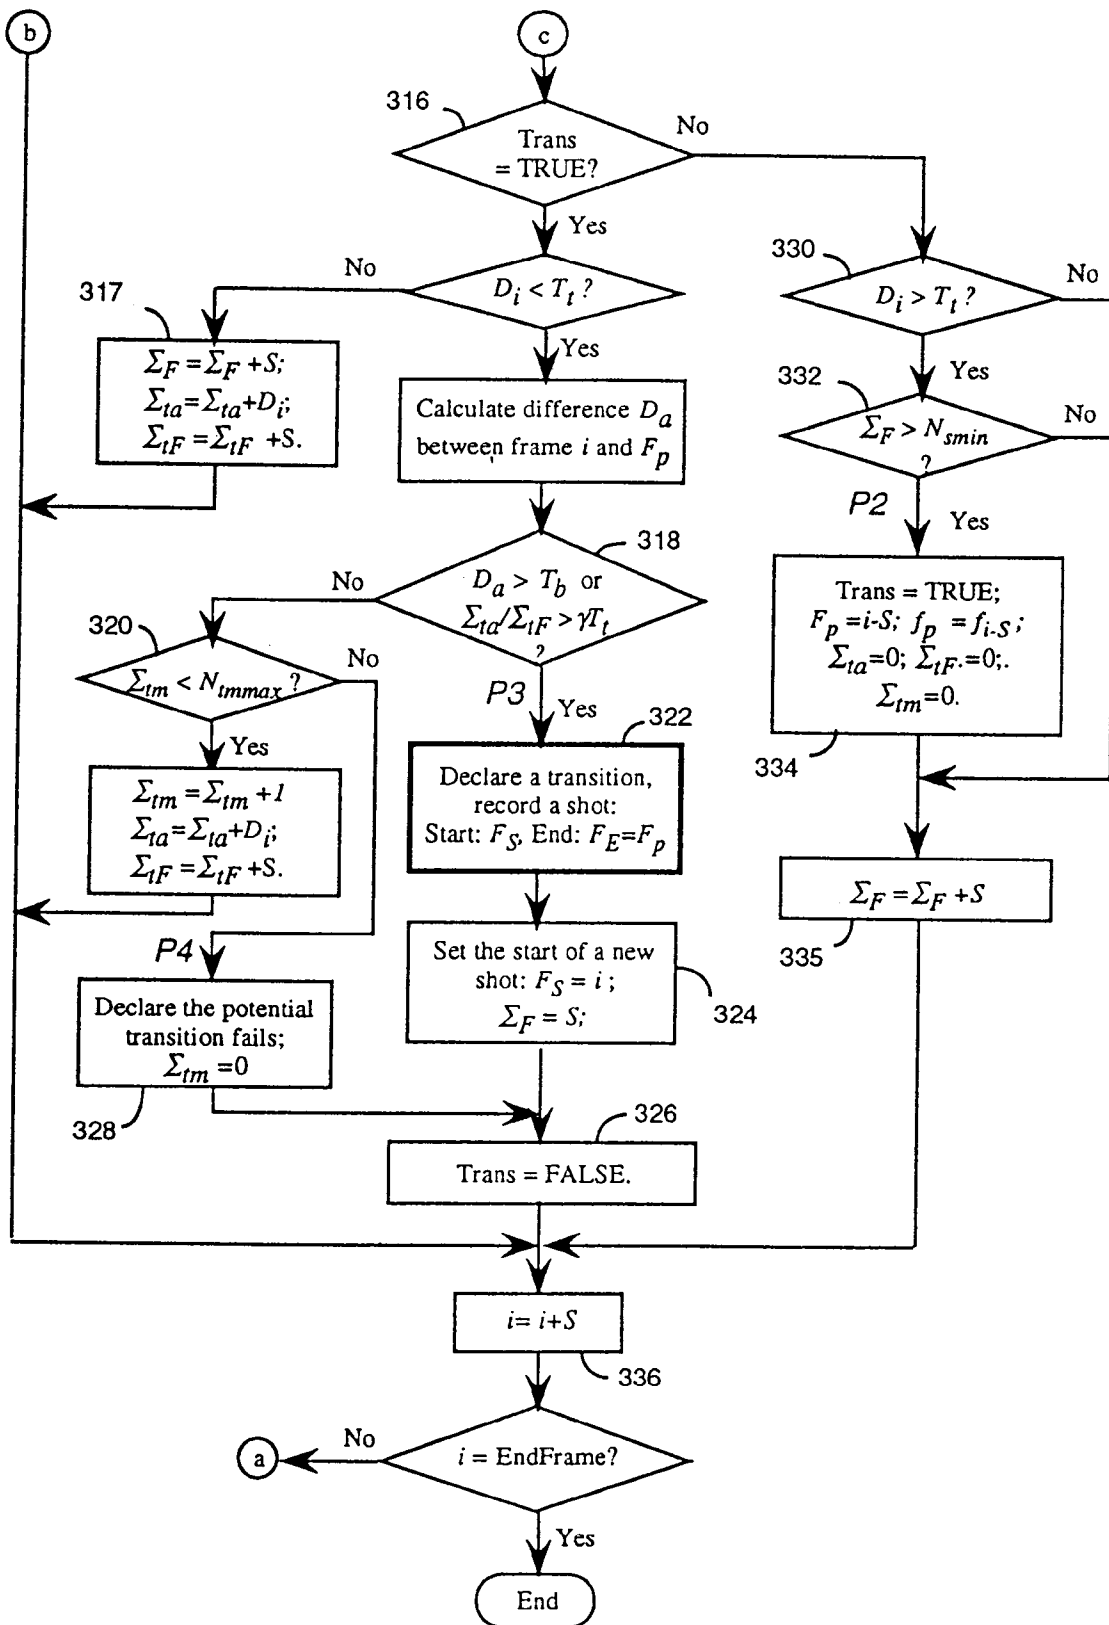 b
c
316
Trans
= TRUE?
No
Yes
330
D_i > T_t ?
No
Yes
No
D_i < T_t ?
Yes
317
Σ_F = Σ_F + S;
Σ_ta = Σ_ta + D_i;
Σ_tF = Σ_tF + S.
Calculate difference D_a
between frame i and F_p
332
Σ_F > N_smin
?
No
P2
Yes
318
D_a > T_b or
Σ_ta/Σ_tF > γT_t
?
No
P3
Yes
320
Σ_tm < N_tmmax ?
No
Yes
Trans = TRUE;
F_p = i-S; f_p = f_i-S ;
Σ_ta=0; Σ_tF.=0;.
Σ_tm=0.
334
322
Declare a transition,
record a shot:
Start: F_S, End: F_E=F_p
Σ_tm = Σ_tm + 1
Σ_ta = Σ_ta + D_i;
Σ_tF = Σ_tF + S.
Σ_F = Σ_F + S
335
P4
Set the start of a new
shot: F_S = i ;
Σ_F = S;
324
Declare the potential
transition fails;
Σ_tm = 0
328
326
Trans = FALSE.
i= i+S
336
i = EndFrame?
No
a
Yes
End